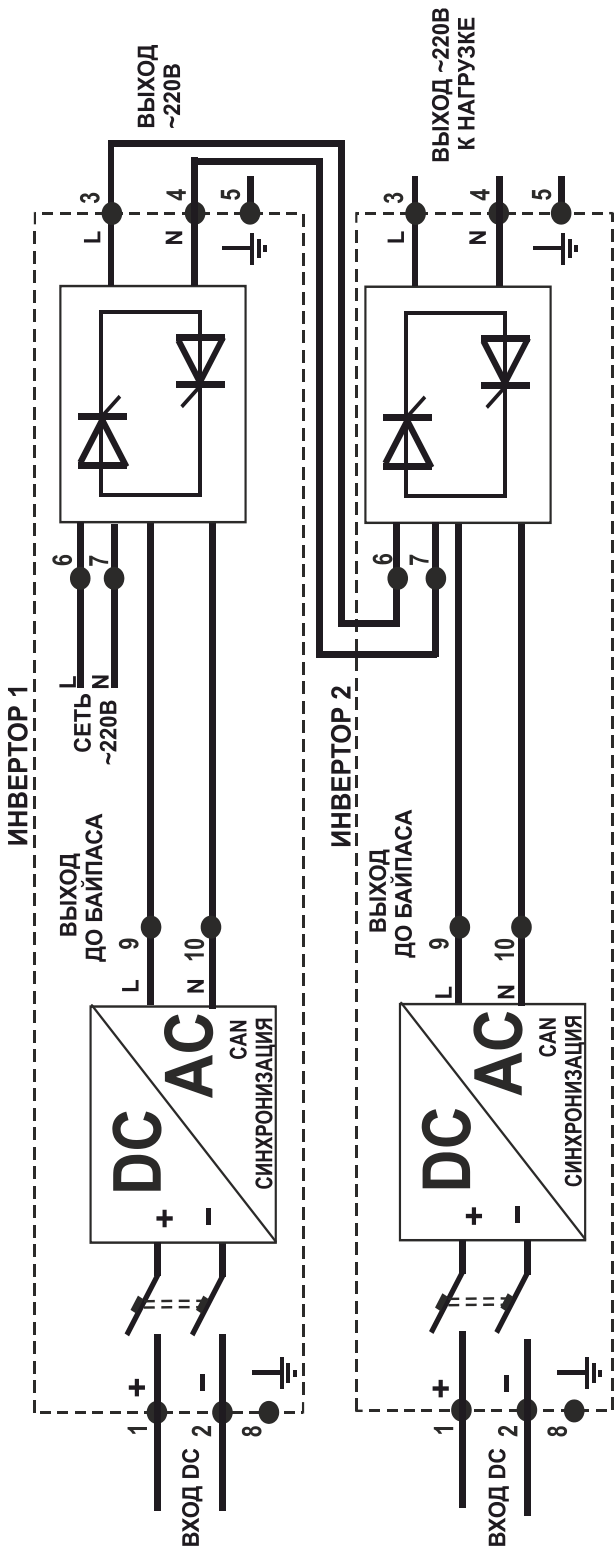 ИНВЕРТОР 1
ВХОД DC
1
+
2
–
8
+
–
DC
AC
CAN
СИНХРОНИЗАЦИЯ
L
9
N
10
ВЫХОД
ДО БАЙПАСА
СЕТЬ
~220В
L
N
6
7
L
3
N
4
5
ВЫХОД
~220В
ИНВЕРТОР 2
ВХОД DC
1
+
2
–
8
+
–
DC
AC
CAN
СИНХРОНИЗАЦИЯ
L
9
N
10
ВЫХОД
ДО БАЙПАСА
6
7
L
3
N
4
5
ВЫХОД ~220В
К НАГРУЗКЕ